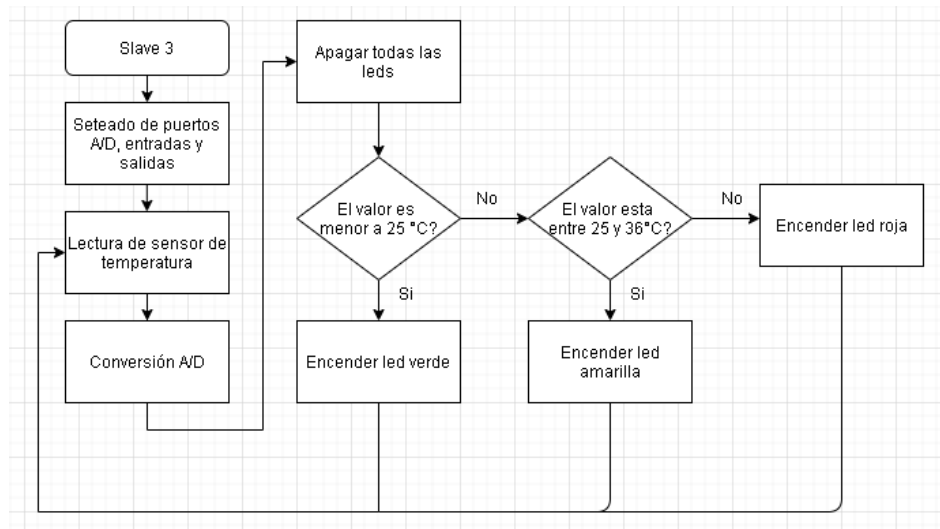 Slave 3
Seteado de puertos
A/D, entradas y
salidas
Lectura de sensor de
temperatura
Conversión A/D
Apagar todas las
leds
El valor es
menor a 25 °C?
No
Si
Encender led verde
El valor esta
entre 25 y 36°C?
No
Si
Encender led
amarilla
Encender led roja